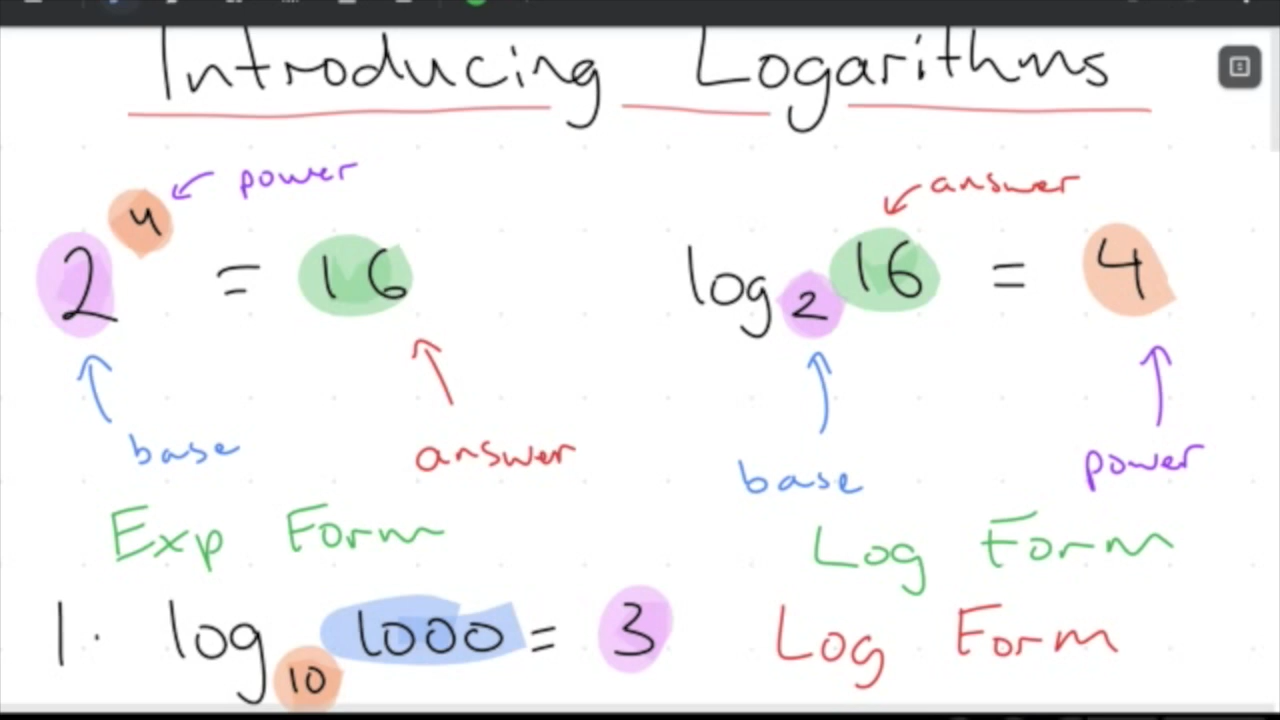 Introducing Logarithms
power
answer
2⁴ = 16
log₂ 16 = 4
base
answer
base
power
Exp Form
Log Form
1. log₁₀ 1000 = 3
Log Form